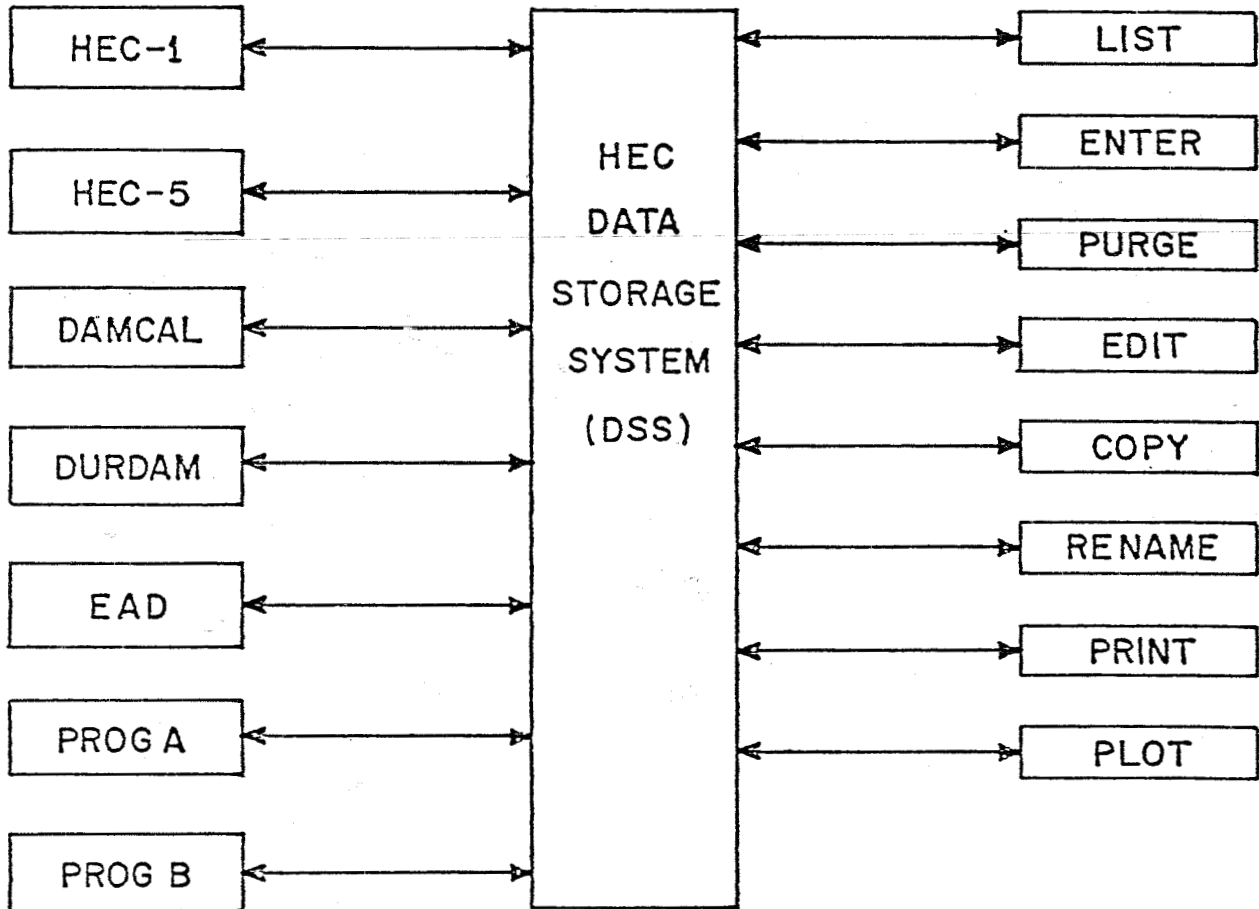 HEC-1
HEC-5
DAMCAL
DURDAM
EAD
PROG A
PROG B
HEC
DATA
STORAGE
SYSTEM
(DSS)
LIST
ENTER
PURGE
EDIT
COPY
RENAME
PRINT
PLOT